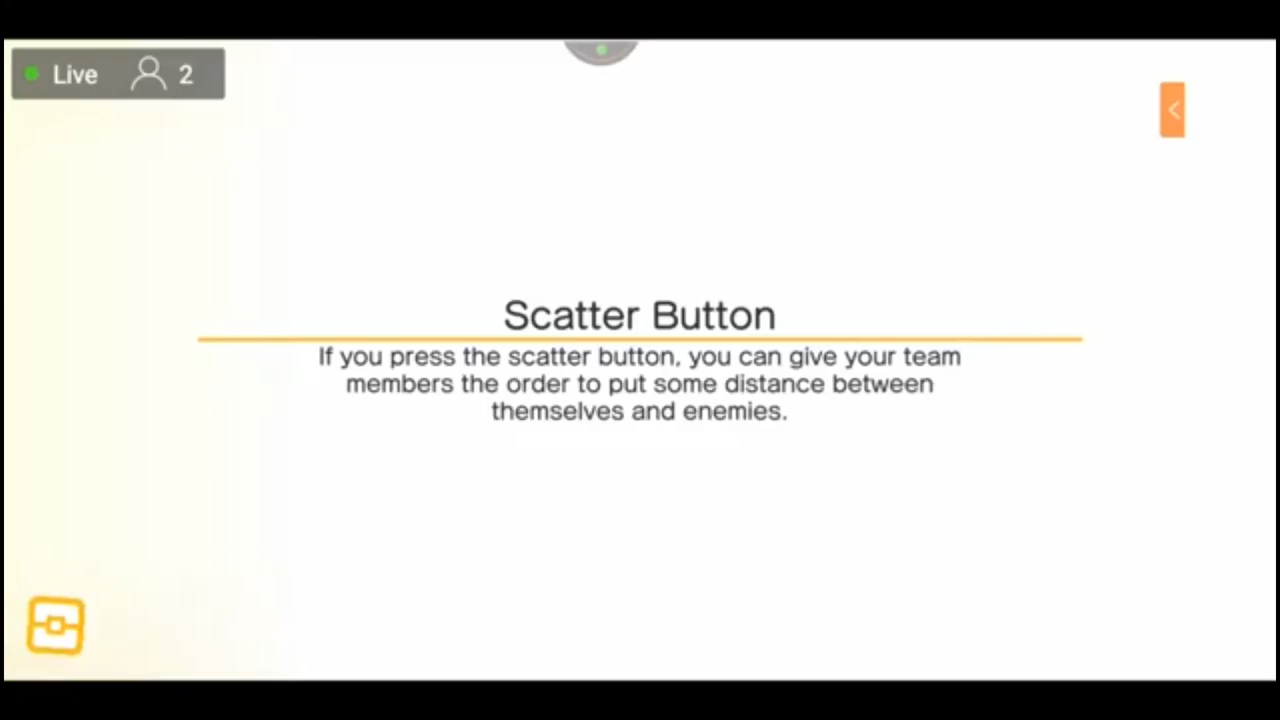 Live 2
Scatter Button
If you press the scatter button, you can give your team
members the order to put some distance between
themselves and enemies.